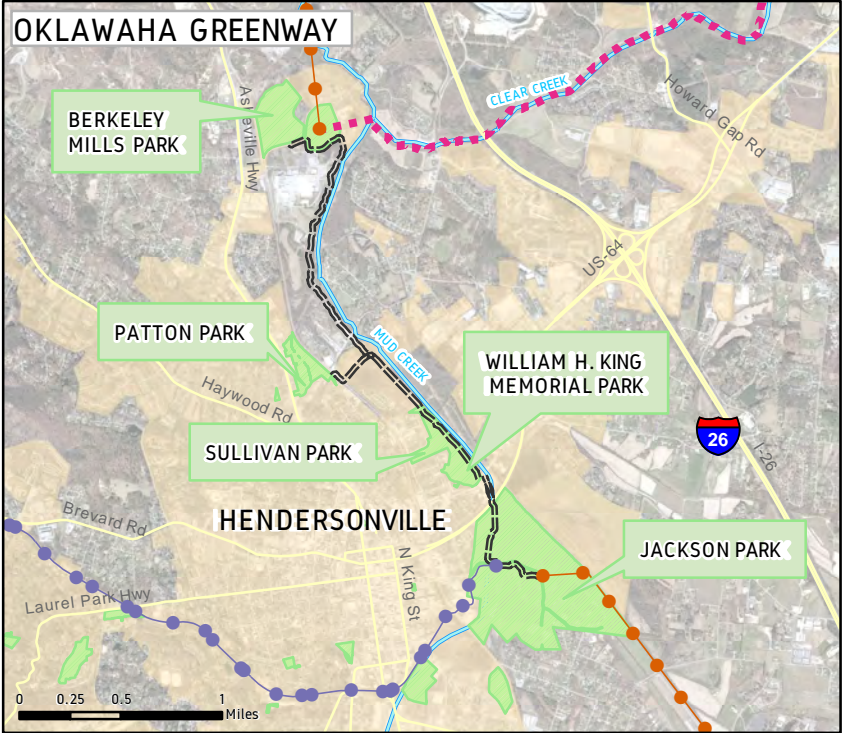 OKLAWAHA GREENWAY
CLEAR CREEK
BERKELEY
MILLS PARK
Asheville Hwy
Howard Gap Rd
US-64
PATTON PARK
MUD CREEK
WILLIAM H. KING
MEMORIAL PARK
Haywood Rd
26
I-26
SULLIVAN PARK
Brevard Rd
HENDERSONVILLE
JACKSON PARK
N King St
Laurel Park Hwy
0 0.25 0.5 1
Miles